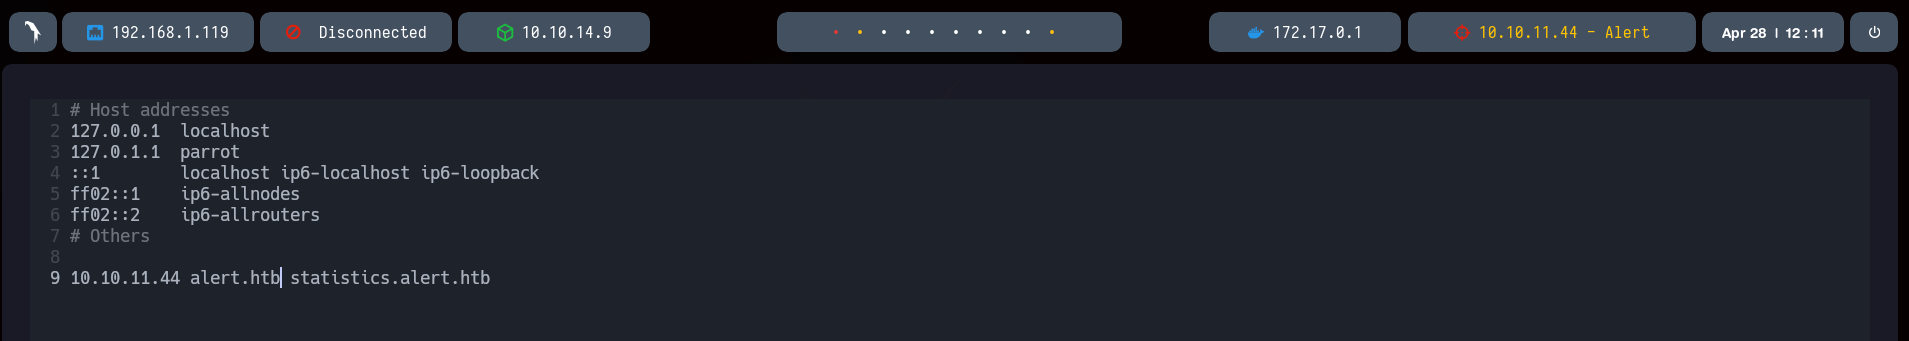 192.168.1.119 Disconnected 10.10.14.9 172.17.0.1 10.10.11.44 - Alert Apr 28 | 12:11
1 # Host addresses
2 127.0.0.1 localhost
3 127.0.1.1 parrot
4 ::1 localhost ip6-localhost ip6-loopback
5 ff02::1 ip6-allnodes
6 ff02::2 ip6-allrouters
7 # Others
8
9 10.10.11.44 alert.htb statistics.alert.htb